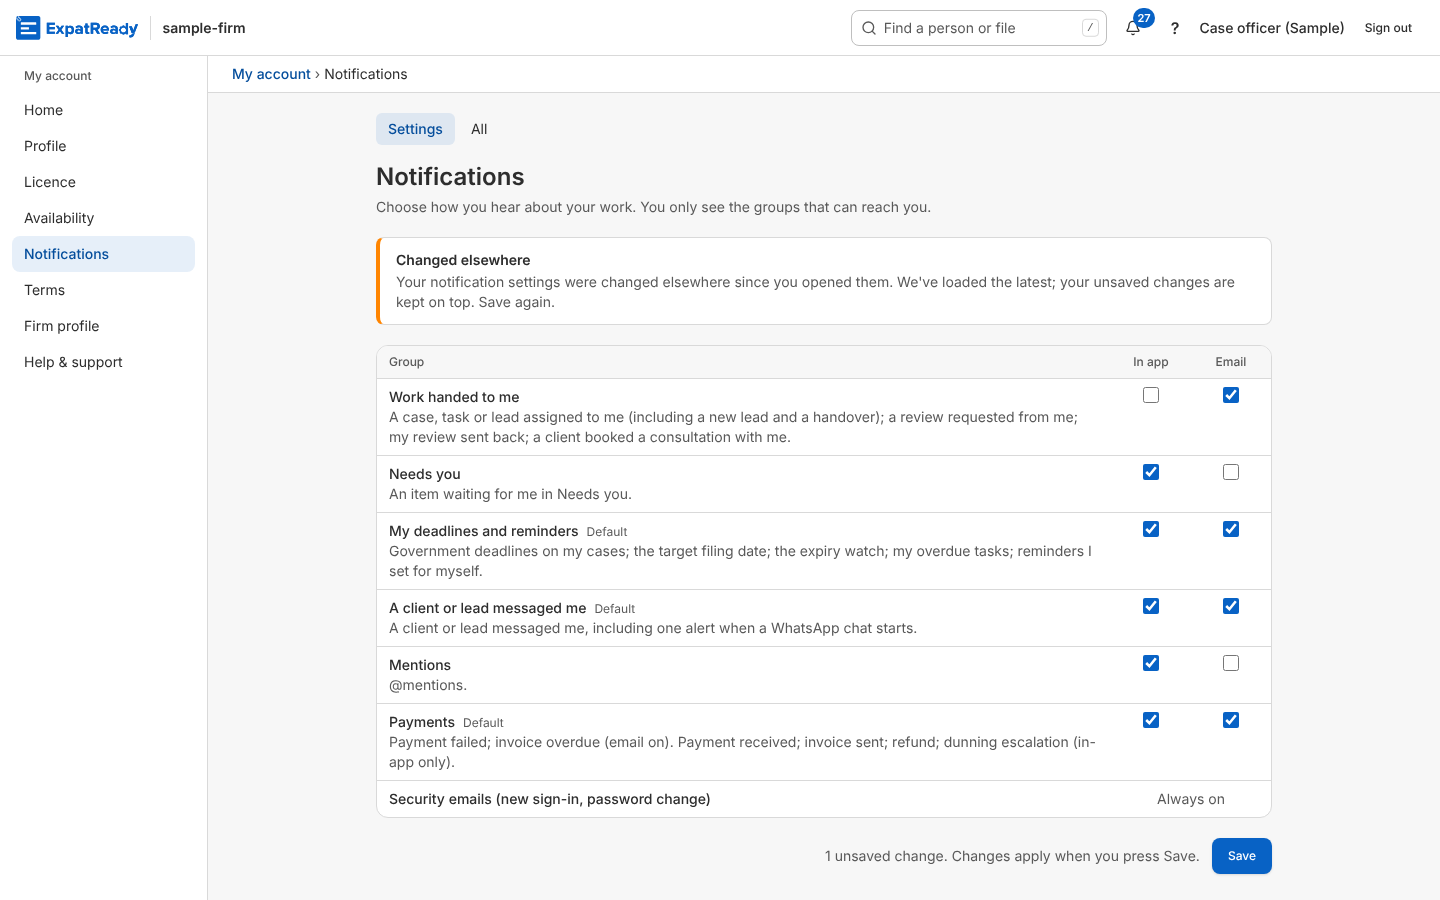 ExpatReady
sample-firm
Find a person or file
/
27
?
Case officer (Sample)
Sign out
My account
Home
Profile
Licence
Availability
Notifications
Terms
Firm profile
Help & support
My account › Notifications
Settings
All
Notifications
Choose how you hear about your work. You only see the groups that can reach you.
Changed elsewhere
Your notification settings were changed elsewhere since you opened them. We've loaded the latest; your unsaved changes are
kept on top. Save again.
Group
In app
Email
Work handed to me
A case, task or lead assigned to me (including a new lead and a handover); a review requested from me;
my review sent back; a client booked a consultation with me.
Needs you
An item waiting for me in Needs you.
My deadlines and reminders Default
Government deadlines on my cases; the target filing date; the expiry watch; my overdue tasks; reminders I
set for myself.
A client or lead messaged me Default
A client or lead messaged me, including one alert when a WhatsApp chat starts.
Mentions
@mentions.
Payments Default
Payment failed; invoice overdue (email on). Payment received; invoice sent; refund; dunning escalation (in-
app only).
Security emails (new sign-in, password change)
Always on
1 unsaved change. Changes apply when you press Save.
Save